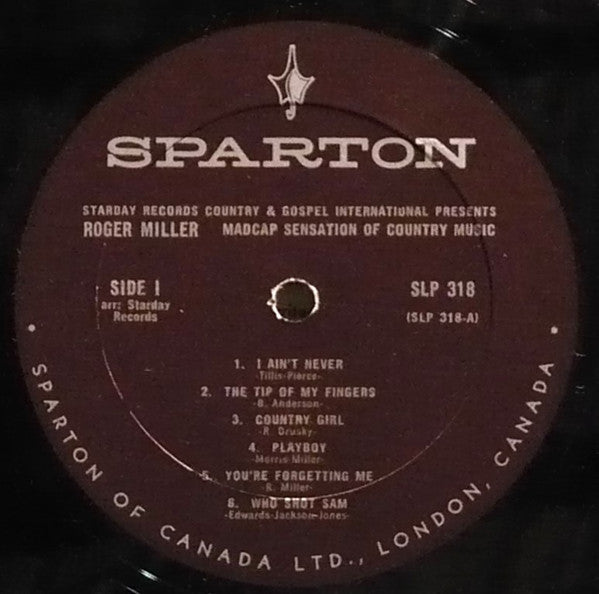 SPARTON
STARDAY RECORDS COUNTRY & GOSPEL INTERNATIONAL PRESENTS
ROGER MILLER MADCAP SENSATION OF COUNTRY MUSIC
SIDE 1
arr: Starday
Records
SLP 318
(SLP 318-A)
1. I AIN'T NEVER
-Tillis-Pierce-
2. THE TIP OF MY FINGERS
-B. Anderson-
3. COUNTRY GIRL
-R. Drusky-
4. PLAYBOY
-Morris-Miller-
5. YOU'RE FORGETTING ME
-R. Miller-
6. WHO SHOT SAM
-Edwards-Jackson-Jones-
• SPARTON OF CANADA LTD., LONDON, CANADA •